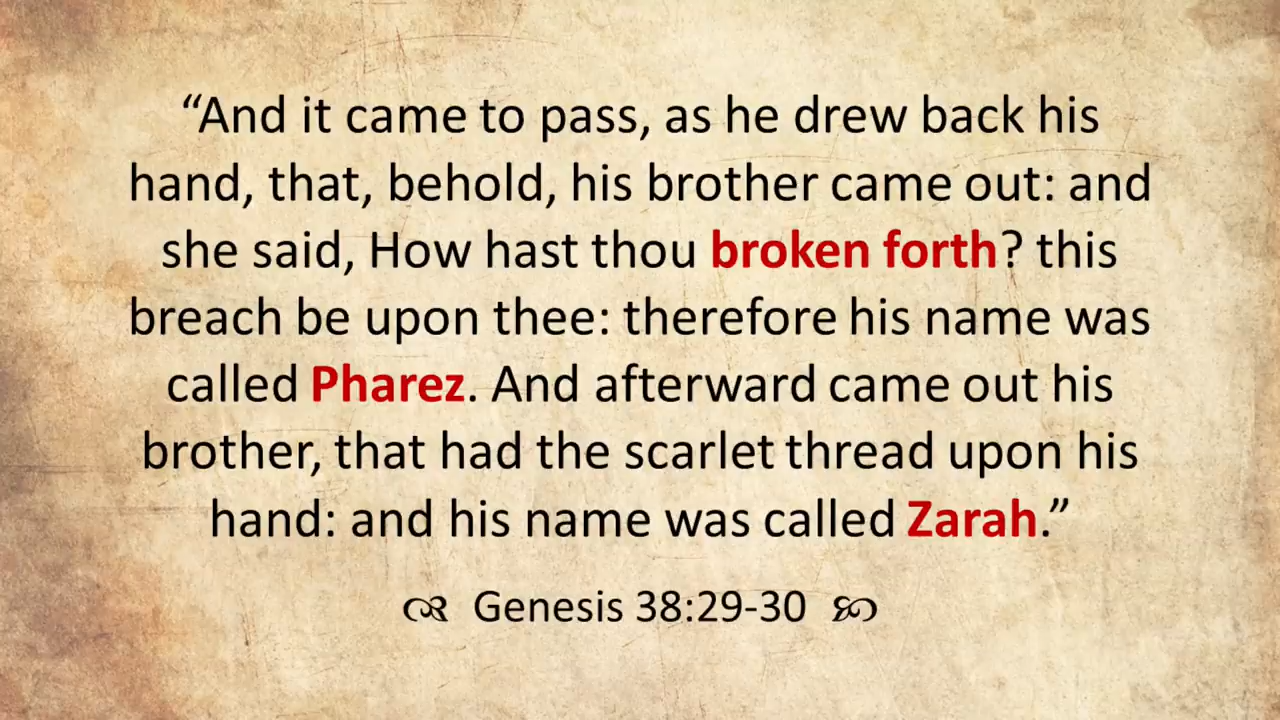 “And it came to pass, as he drew back his
hand, that, behold, his brother came out: and
she said, How hast thou broken forth? this
breach be upon thee: therefore his name was
called Pharez. And afterward came out his
brother, that had the scarlet thread upon his
hand: and his name was called Zarah.”
Genesis 38:29-30